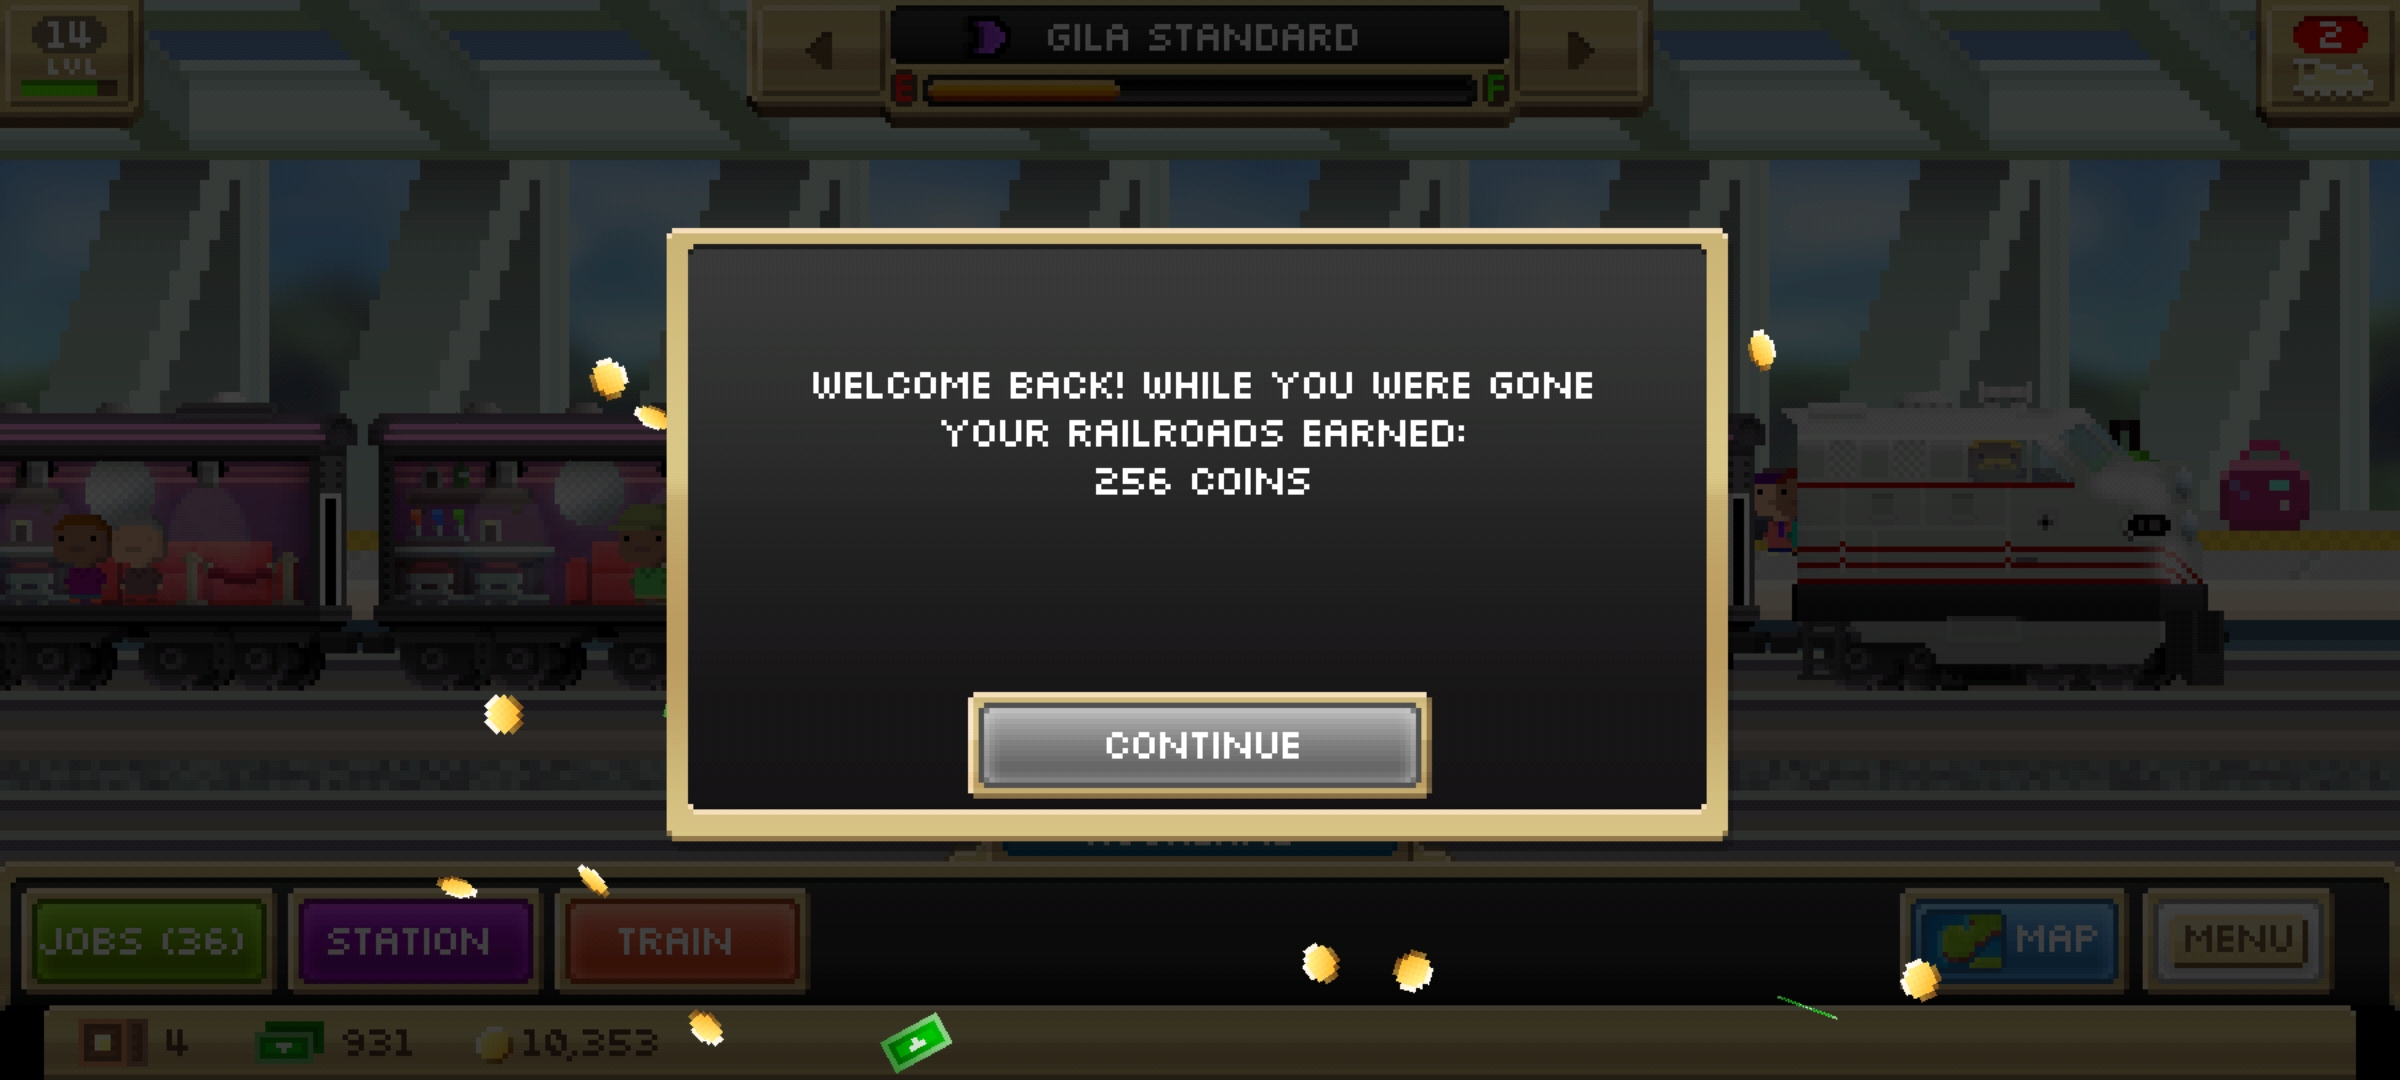 14
LVL
GILA STANDARD
E
F
2
WELCOME BACK! WHILE YOU WERE GONE
YOUR RAILROADS EARNED:
256 COINS
CONTINUE
JOBS (36)
STATION
TRAIN
MAP
MENU
4
931
10,353